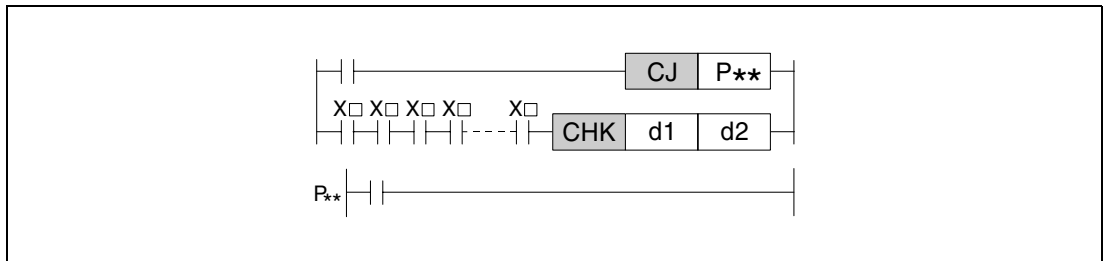 CJ P**
X□ X□ X□ X□ X□
CHK d1 d2
P**